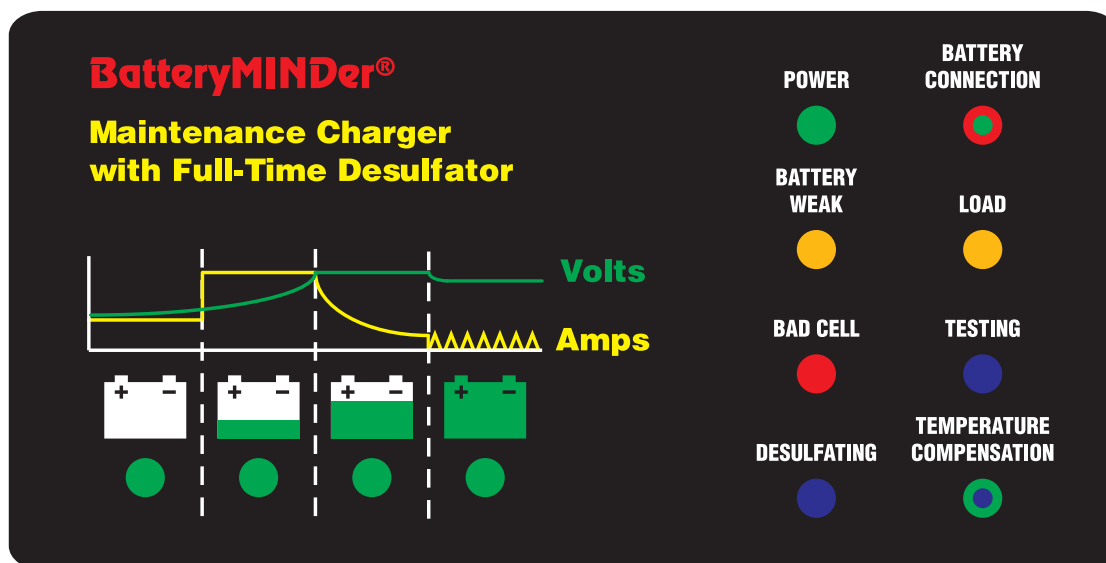 BatteryMINDer®
Maintenance Charger
with Full-Time Desulfator
Volts
Amps
+ −
+ −
+ −
+ −
POWER
BATTERY
CONNECTION
BATTERY
WEAK
LOAD
BAD CELL
TESTING
DESULFATING
TEMPERATURE
COMPENSATION